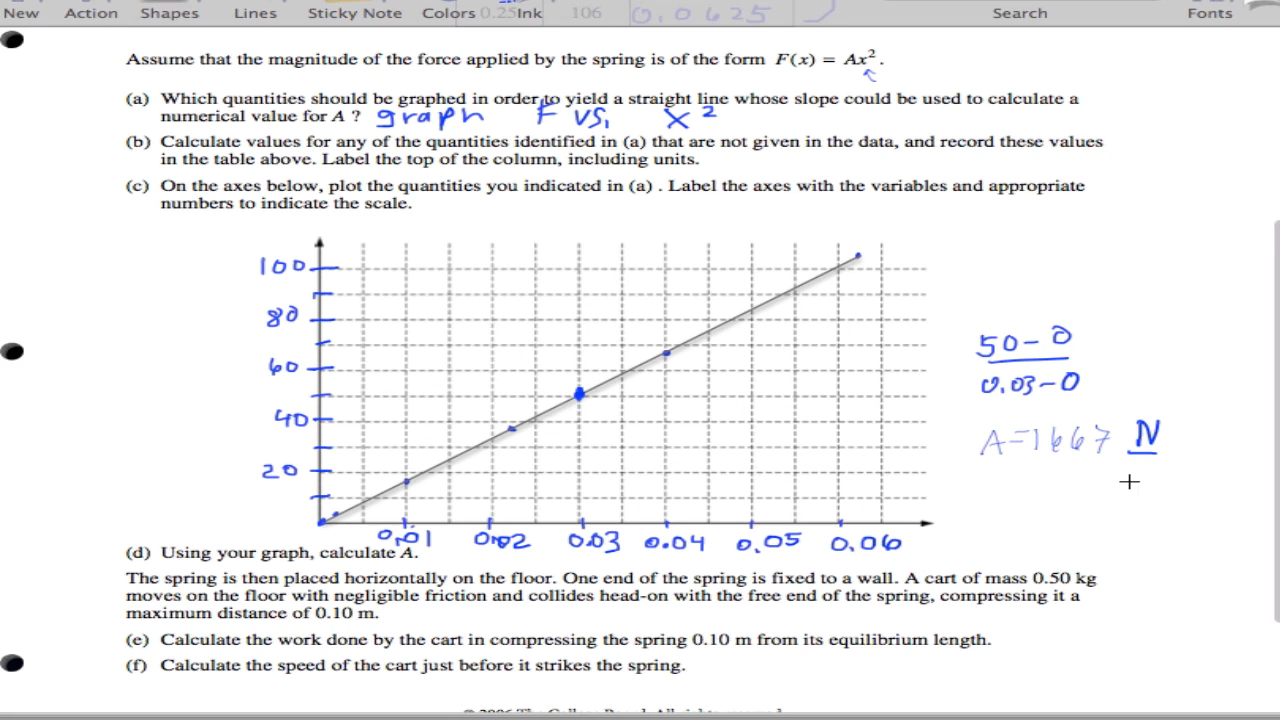 New Action Shapes Lines Sticky Note Colors 0.25 Ink 106 0.0625 Search Fonts
Assume that the magnitude of the force applied by the spring is of the form F(x) = Ax².
(a) Which quantities should be graphed in order to yield a straight line whose slope could be used to calculate a
numerical value for A ? graph F vs. x²
(b) Calculate values for any of the quantities identified in (a) that are not given in the data, and record these values
in the table above. Label the top of the column, including units.
(c) On the axes below, plot the quantities you indicated in (a) . Label the axes with the variables and appropriate
numbers to indicate the scale.
100
80
60
40
20
0.01 0.02 0.03 0.04 0.05 0.06
50-0
0.03-0
A=1667 N
(d) Using your graph, calculate A.
The spring is then placed horizontally on the floor. One end of the spring is fixed to a wall. A cart of mass 0.50 kg
moves on the floor with negligible friction and collides head-on with the free end of the spring, compressing it a
maximum distance of 0.10 m.
(e) Calculate the work done by the cart in compressing the spring 0.10 m from its equilibrium length.
(f) Calculate the speed of the cart just before it strikes the spring.